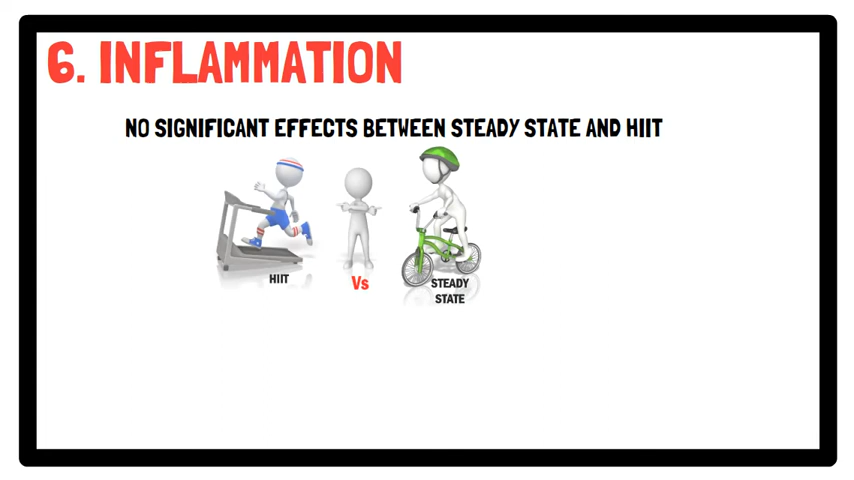 6. INFLAMMATION
NO SIGNIFICANT EFFECTS BETWEEN STEADY STATE AND HIIT
HIIT
Vs
STEADY
STATE